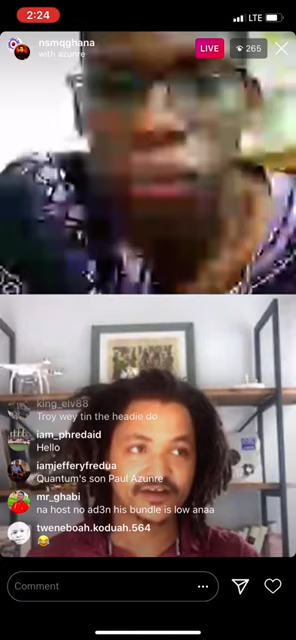 2:24
LTE
nsmqghana
with azunre
LIVE
265
king_elv88
Troy wey tin the headie do
iam_phredaid
Hello
iamjefferyfredua
Quantum's son Paul Azunre
mr_ghabi
na host no ad3n his bundle is low anaa
tweneboah.koduah.564
😂
Comment